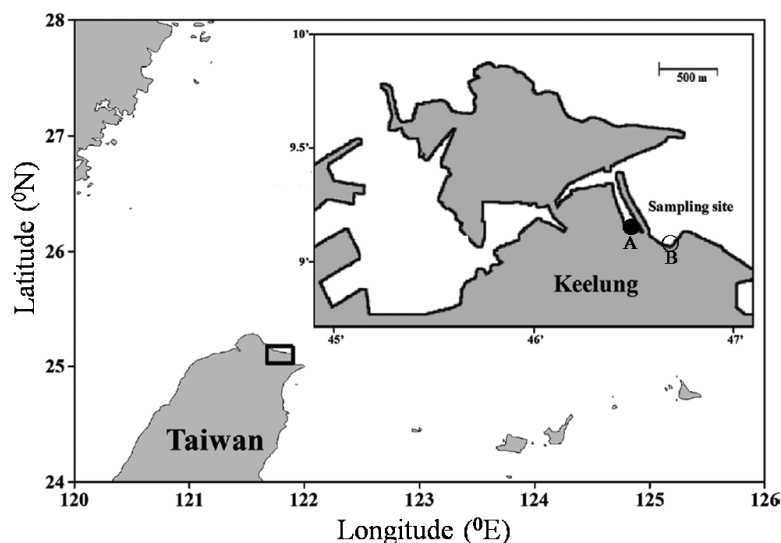 28
27
26
25
24
Latitude (⁰N)
120
121
122
123
124
125
126
Longitude (⁰E)
Taiwan
10'
9.5'
9'
45'
46'
47'
500 m
Sampling site
A
B
Keelung